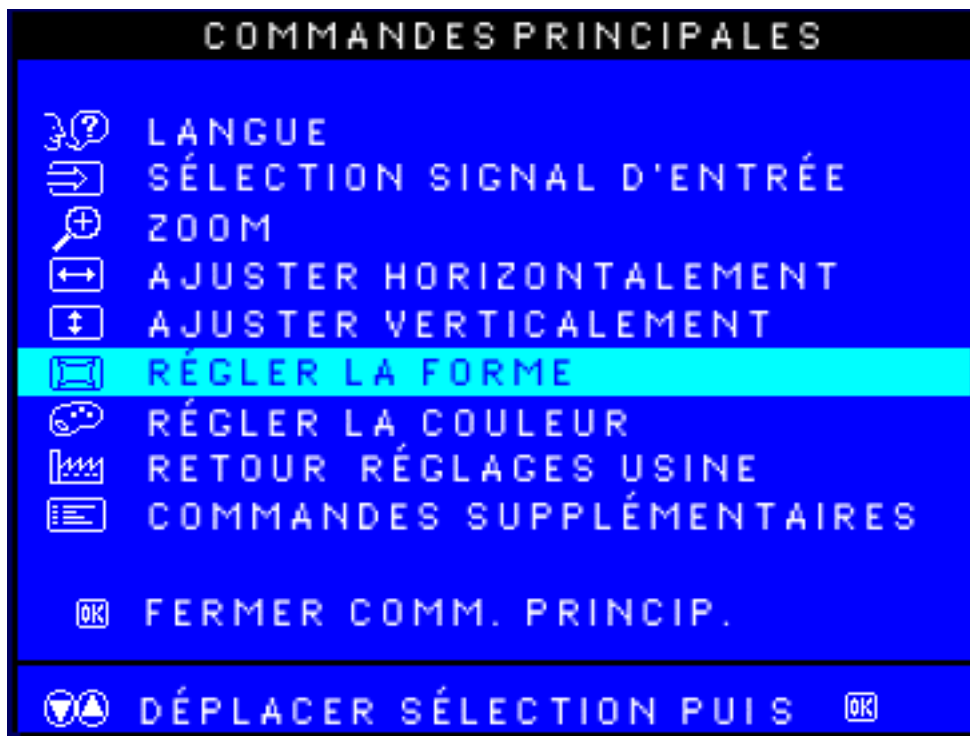 COMMANDES PRINCIPALES
LANGUE
SÉLECTION SIGNAL D'ENTRÉE
ZOOM
AJUSTER HORIZONTALEMENT
AJUSTER VERTICALEMENT
RÉGLER LA FORME
RÉGLER LA COULEUR
RETOUR RÉGLAGES USINE
COMMANDES SUPPLÉMENTAIRES
OK FERMER COMM. PRINCIP.
DÉPLACER SÉLECTION PUIS OK